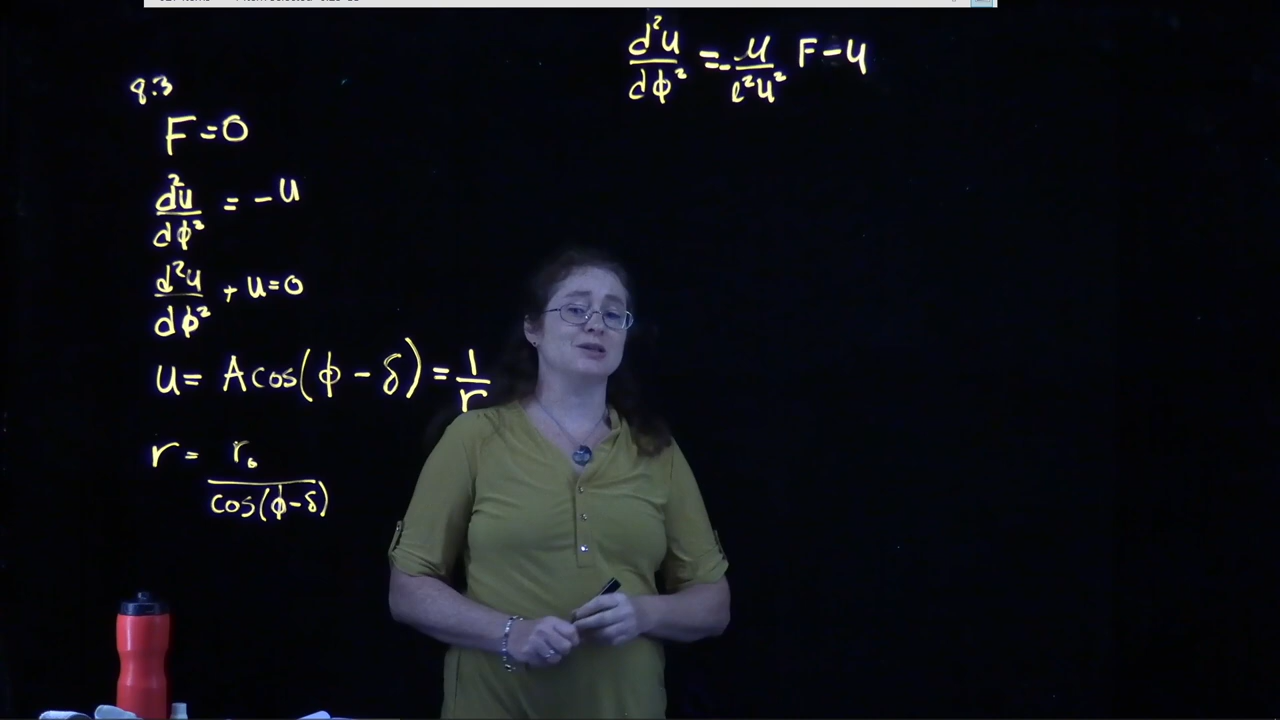 d²u/dϕ² = -μ/ℓ²u² F - u
8.3
F = 0
d²u/dϕ² = -u
d²u/dϕ² + u = 0
u = A cos(ϕ - δ) = 1/r
r = r₀/cos(ϕ - δ)